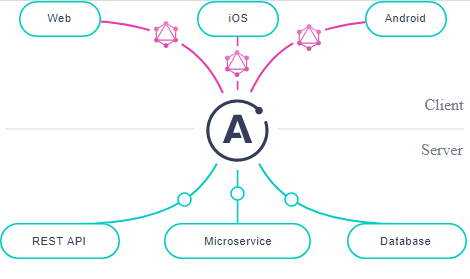 Web
iOS
Android
A
Client
Server
REST API
Microservice
Database